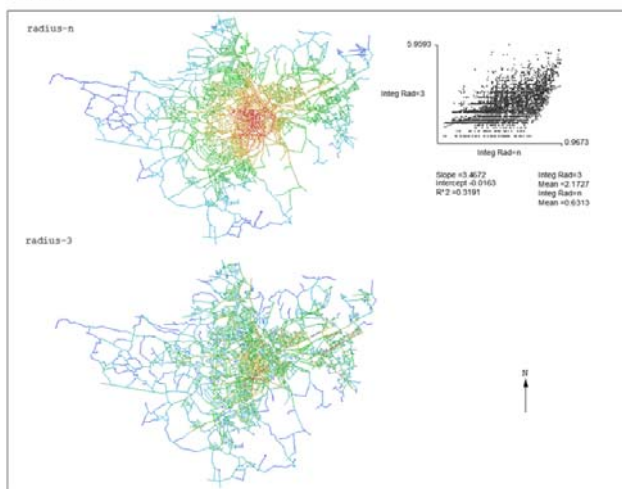 radius-n
5.9093
Integ Rad=3
0.9673
Integ Rad=n
Slope =3.4672
Intercept -0.0163
R^2 =0.3191
Integ Rad=3
Mean =2.1727
Integ Rad=n
Mean =0.6313
radius-3
N